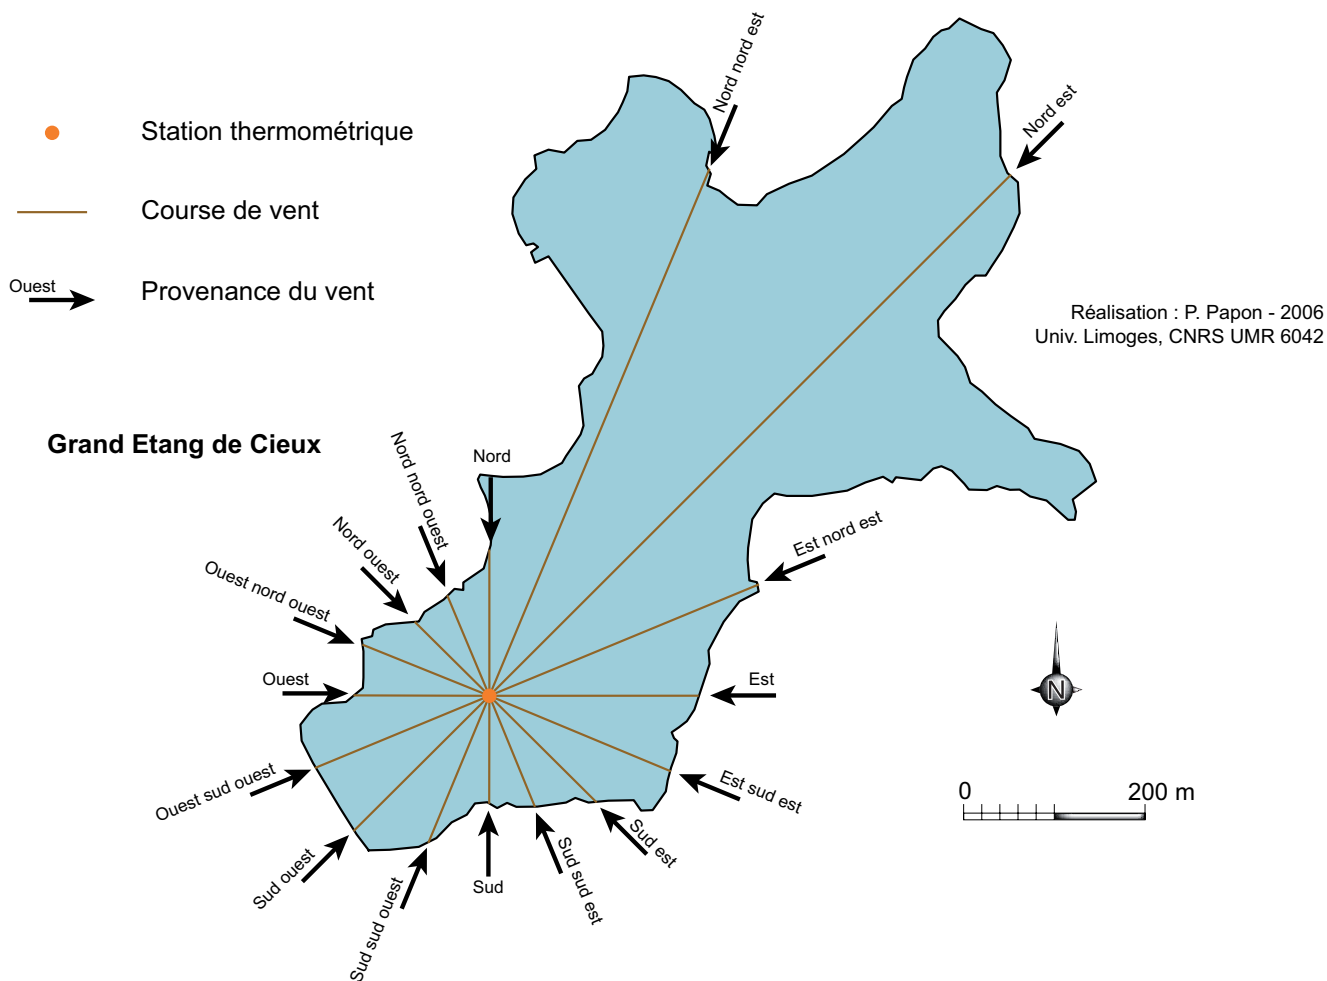 Station thermométrique
Course de vent
Ouest
Provenance du vent
Réalisation : P. Papon - 2006
Univ. Limoges, CNRS UMR 6042
Grand Etang de Cieux
Nord nord est
Nord est
Nord
Nord nord ouest
Nord ouest
Ouest nord ouest
Est nord est
Ouest
Est
Ouest sud ouest
Est sud est
Sud ouest
Sud sud ouest
Sud
Sud sud est
Sud est
N
0 200 m